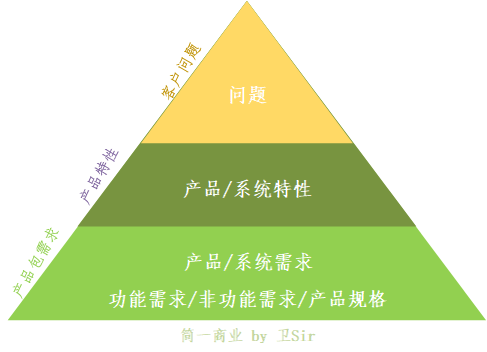 客户问题
问题
产品特性
产品/系统特性
产品包需求
产品/系统需求
功能需求/非功能需求/产品规格
简一商业 by 卫Sir